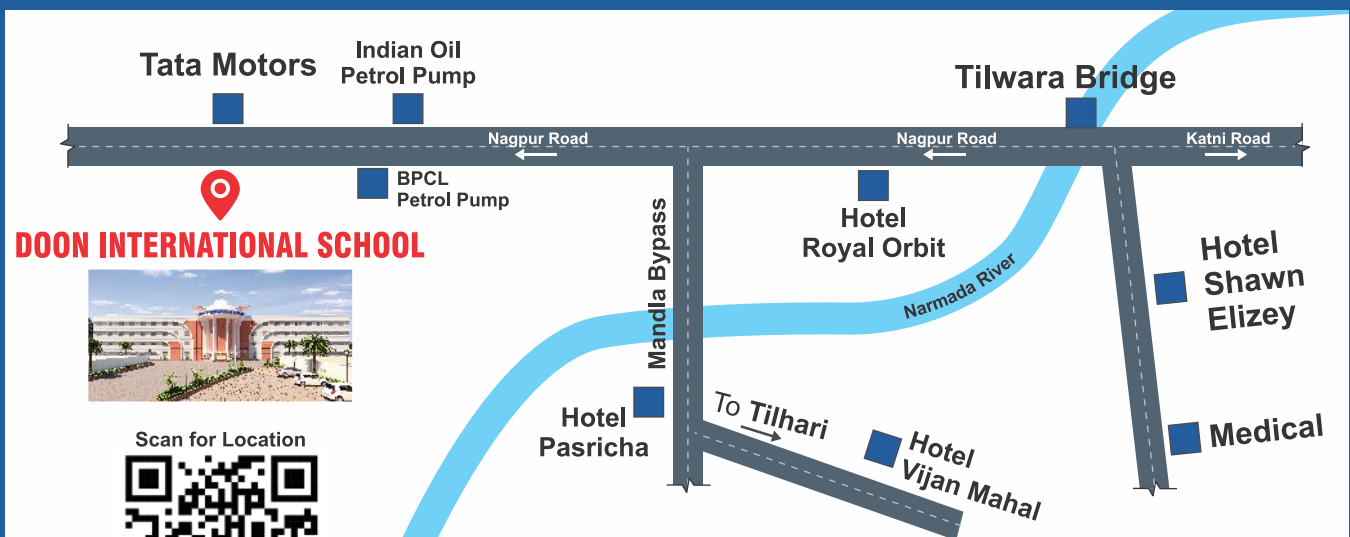 Tata Motors
Indian Oil
Petrol Pump
Tilwara Bridge
Nagpur Road
Nagpur Road
Katni Road
BPCL
Petrol Pump
DOON INTERNATIONAL SCHOOL
Mandla Bypass
Hotel
Royal Orbit
Narmada River
Hotel
Shawn
Elizey
Hotel
Pasricha
To Tilhari
Hotel
Vijan Mahal
Medical
Scan for Location